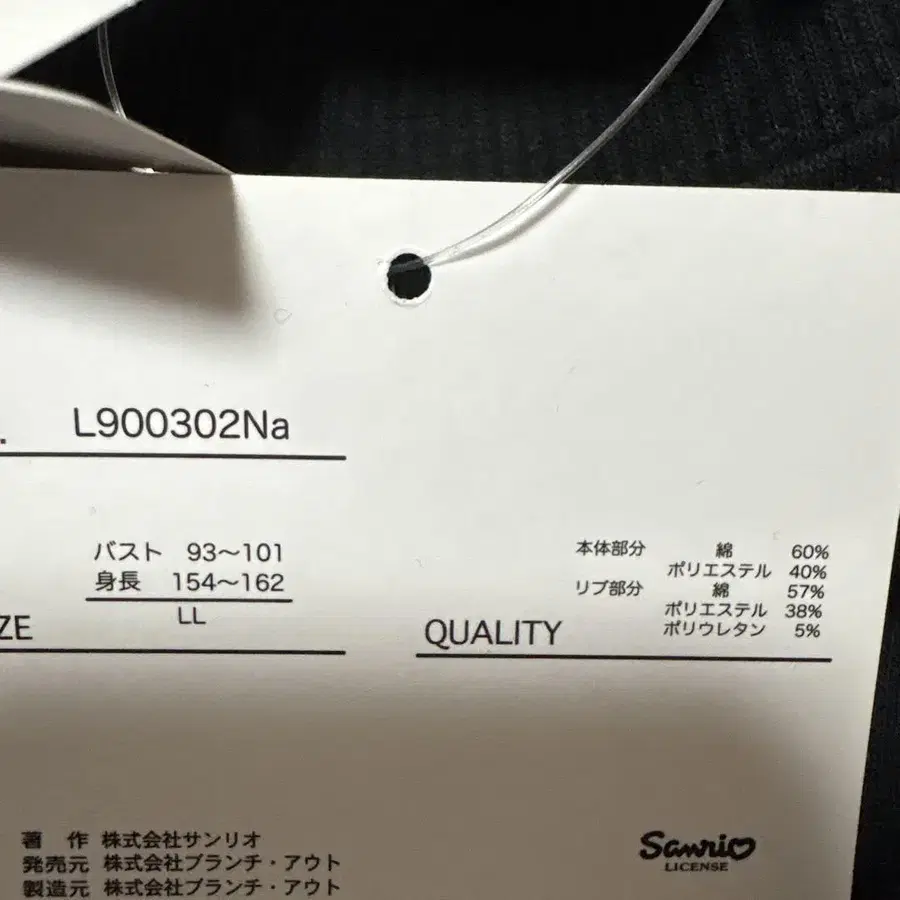 L900302Na
バスト 93〜101
身長 154〜162
LL
ZE
本体部分 綿 60%
ポリエステル 40%
リブ部分 綿 57%
ポリエステル 38%
ポリウレタン 5%
QUALITY
著 作 株式会社サンリオ
発売元 株式会社ブランチ・アウト
製造元 株式会社ブランチ・アウト
Sanrio
LICENSE